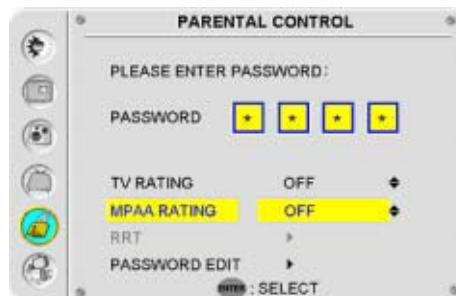 PARENTAL CONTROL
PLEASE ENTER PASSWORD:
PASSWORD * * * *
TV RATING OFF
MPAA RATING OFF
RRT
PASSWORD EDIT
ENTER : SELECT